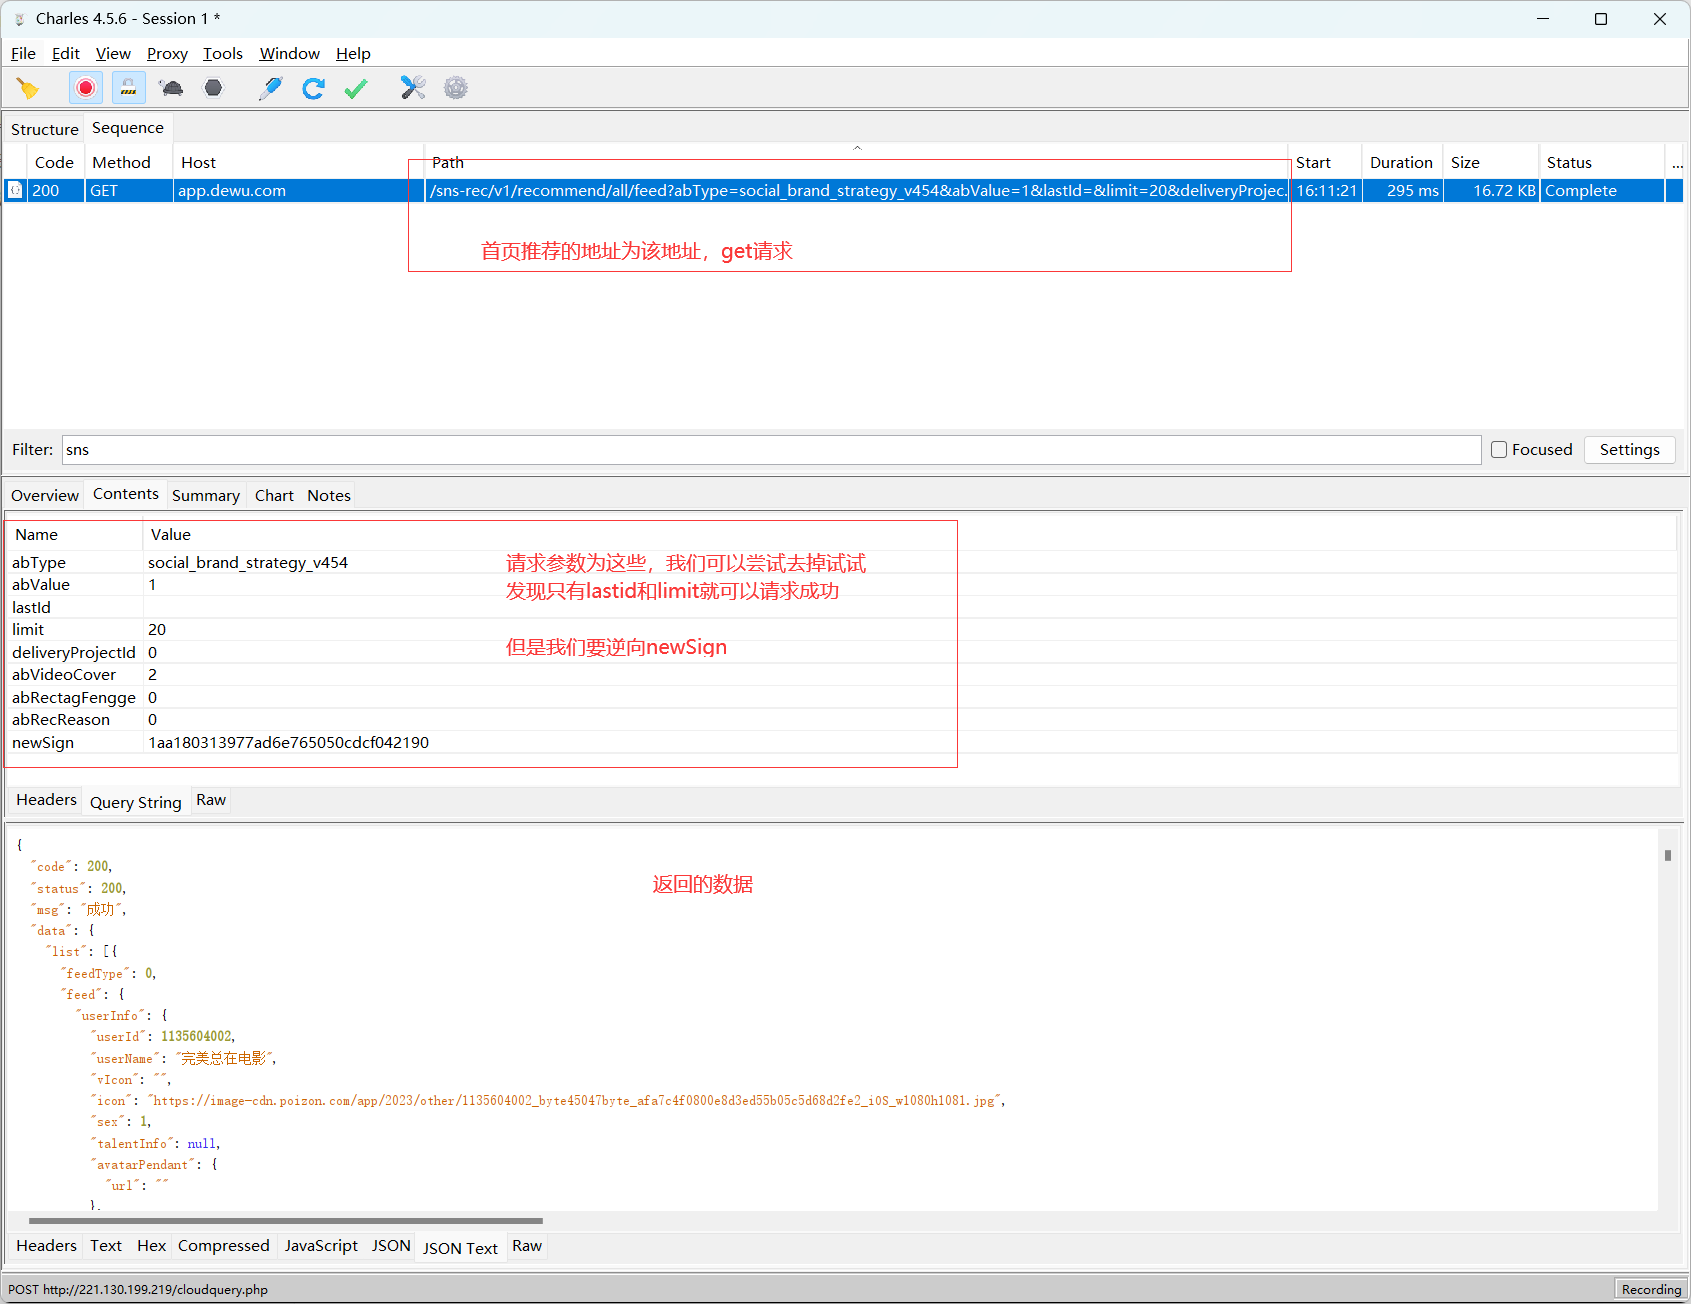 Charles 4.5.6 - Session 1 *
File Edit View Proxy Tools Window Help
Structure Sequence
Code Method Host Path Start Duration Size Status ...
200 GET app.dewu.com /sns-rec/v1/recommend/all/feed?abType=social_brand_strategy_v454&abValue=1&lastId=&limit=20&deliveryProjec... 16:11:21 295 ms 16.72 KB Complete
首页推荐的地址为该地址，get请求
Filter: sns Focused Settings
Overview Contents Summary Chart Notes
Name Value
abType social_brand_strategy_v454
请求参数为这些，我们可以尝试去掉试试
abValue 1
发现只有lastid和limit就可以请求成功
lastId
limit 20
deliveryProjectId 0
但是我们要逆向newSign
abVideoCover 2
abRectagFengge 0
abRecReason 0
newSign 1aa180313977ad6e765050cdcf042190
Headers Query String Raw
{
"code": 200,
"status": 200,
返回的数据
"msg": "成功",
"data": {
"list": [{
"feedType": 0,
"feed": {
"userInfo": {
"userId": 1135604002,
"userName": "完美总在电影",
"vIcon": "",
"icon": "https://image-cdn.poizon.com/app/2023/other/1135604002_byte45047byte_afa7c4f0800e8d3ed55b05c5d68d2fe2_iOS_w1080h1081.jpg",
"sex": 1,
"talentInfo": null,
"avatarPendant": {
"url": ""
},
Headers Text Hex Compressed JavaScript JSON JSON Text Raw
POST http://221.130.199.219/cloudquery.php Recording